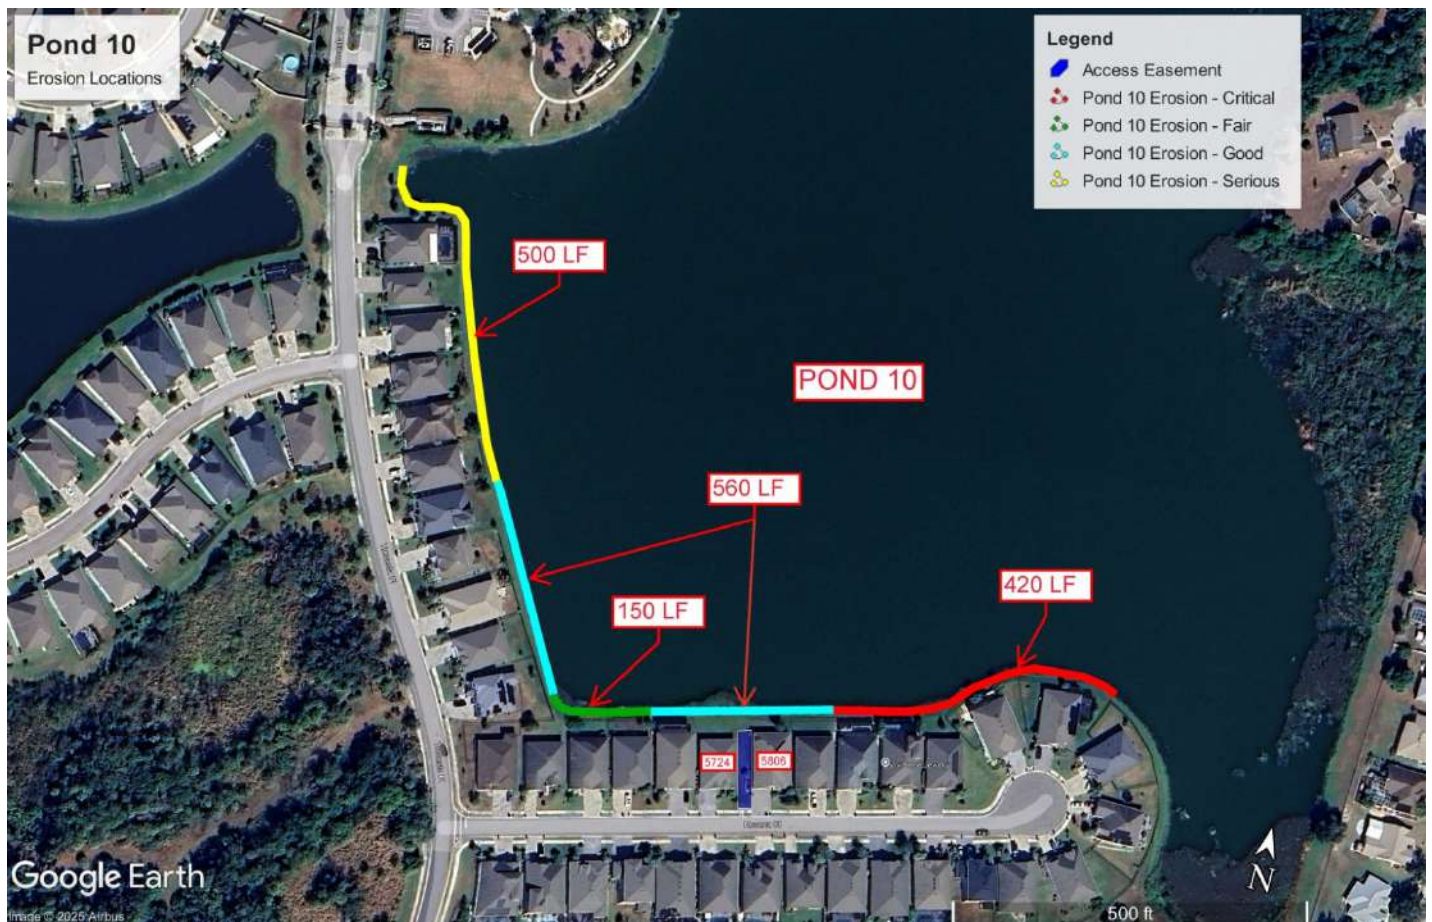 Pond 10
Erosion Locations
Legend
Access Easement
Pond 10 Erosion - Critical
Pond 10 Erosion - Fair
Pond 10 Erosion - Good
Pond 10 Erosion - Serious
500 LF
POND 10
560 LF
420 LF
150 LF
5724
5806
Google Earth
N
Image © 2025 Airbus
500 ft